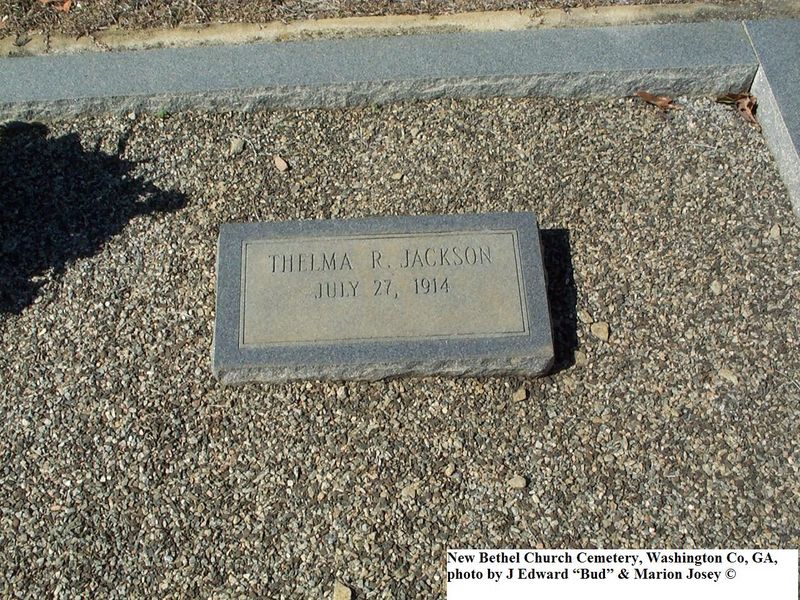 THELMA R. JACKSON
JULY 27, 1914
New Bethel Church Cemetery, Washington Co, GA,
photo by J Edward “Bud” & Marion Josey ©